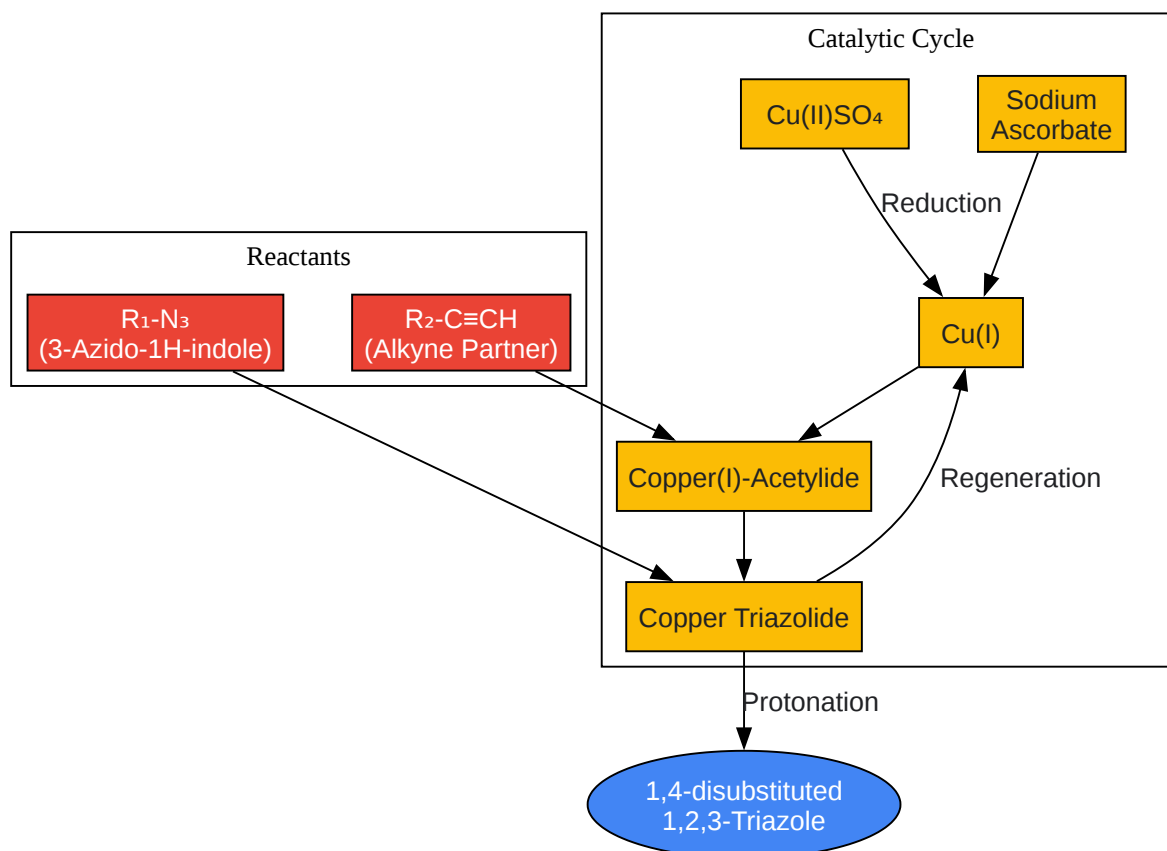 Catalytic Cycle
Cu(II)SO₄
Sodium
Ascorbate
Reduction
Reactants
R₁-N₃
(3-Azido-1H-indole)
R₂-C≡CH
(Alkyne Partner)
Cu(I)
Copper(I)-Acetylide
Regeneration
Copper Triazolide
Protonation
1,4-disubstituted
1,2,3-Triazole